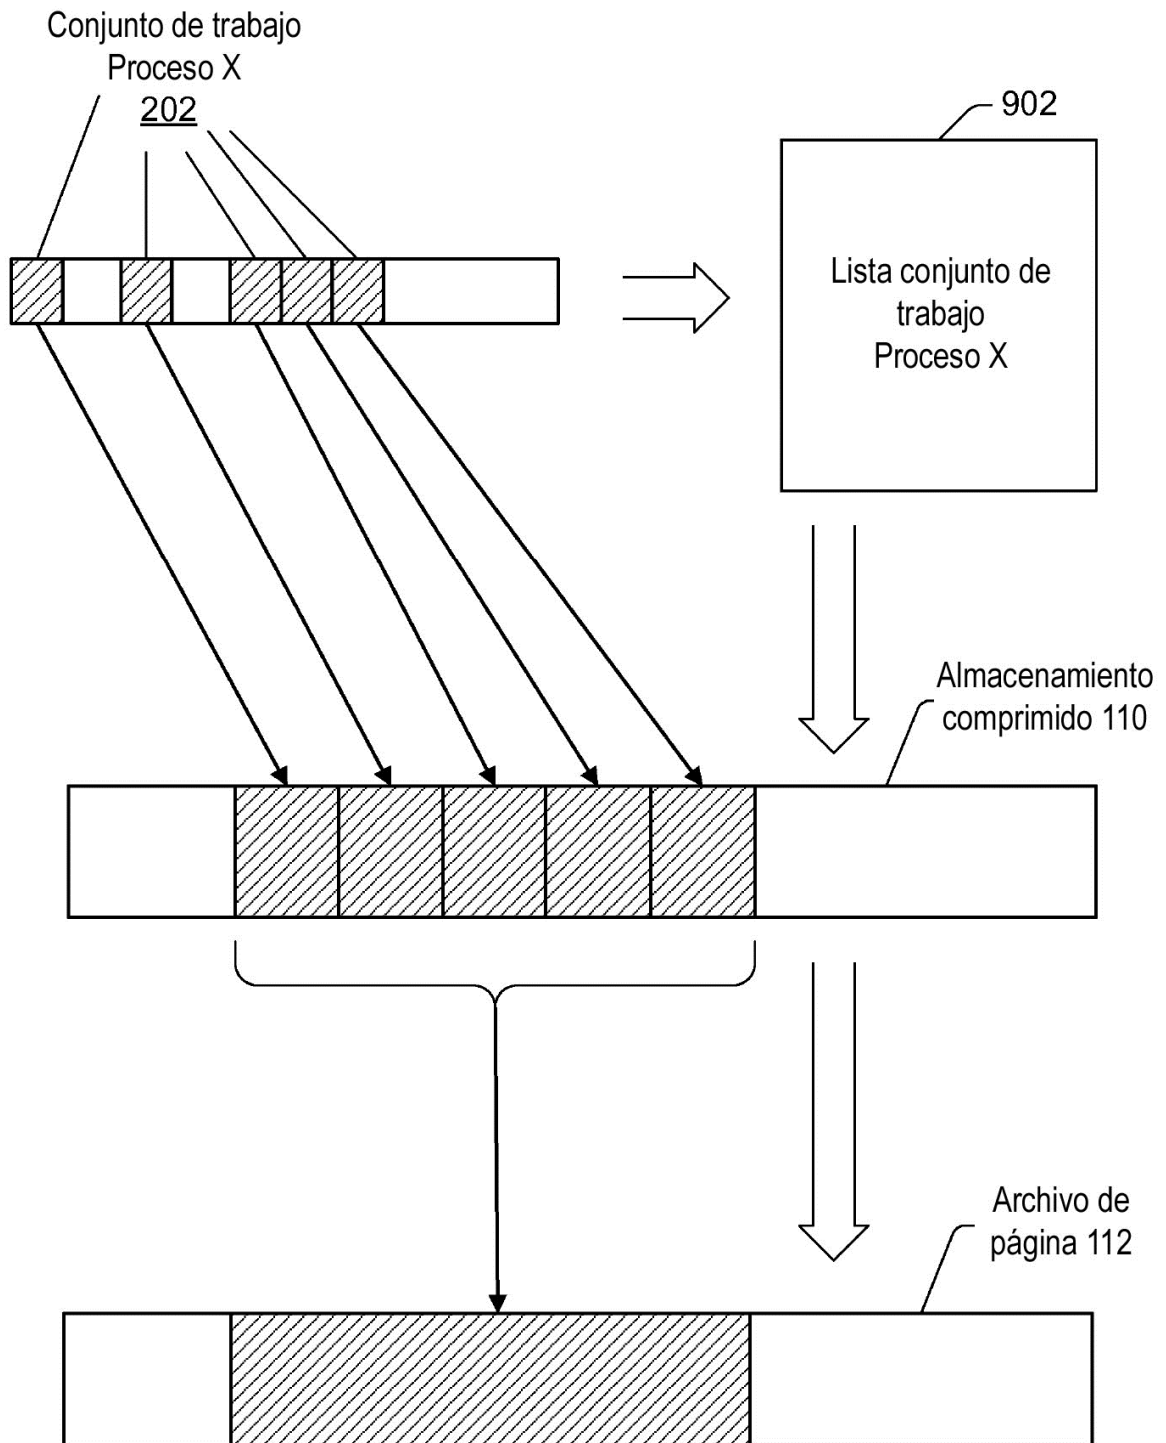 Conjunto de trabajo
Proceso X
202
902
Lista conjunto de
trabajo
Proceso X
Almacenamiento
comprimido 110
Archivo de
página 112